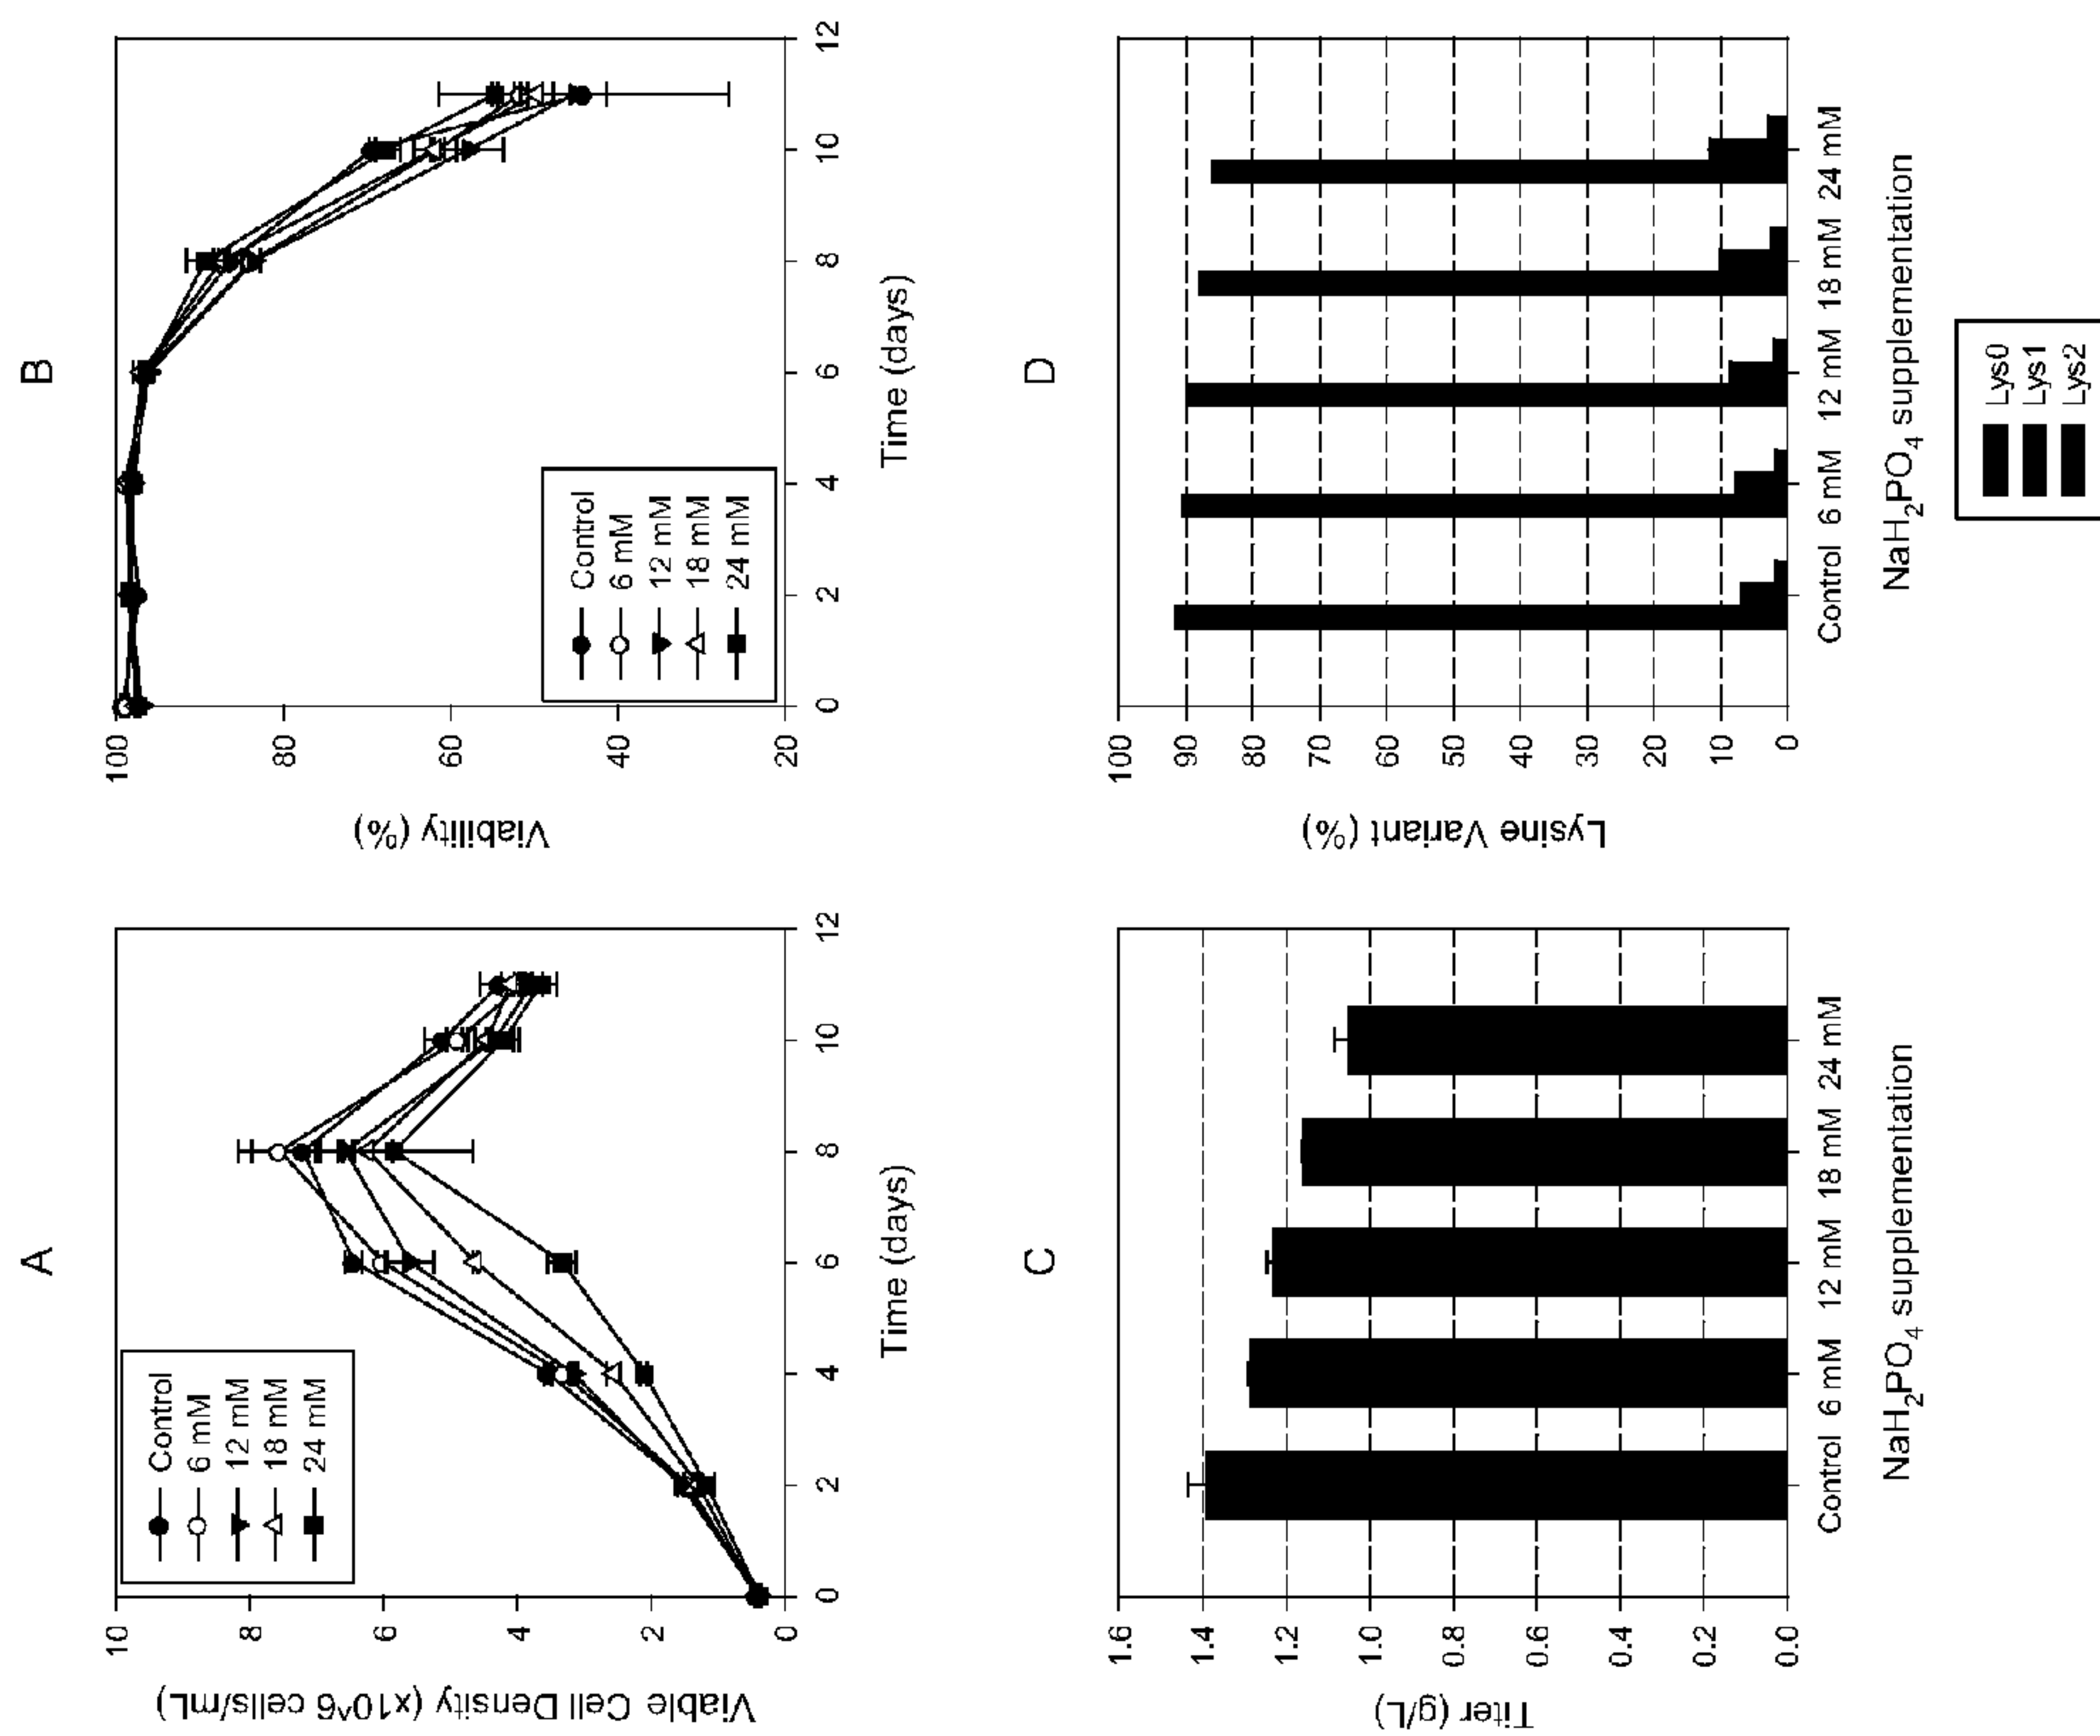 A
Control
6 mM
12 mM
18 mM
24 mM
Viable Cell Density (x10^6 cells/mL)
10
8
6
4
2
0
0 2 4 6 8 10 12
Time (days)
B
Control
6 mM
12 mM
18 mM
24 mM
Viability (%)
100
80
60
40
20
0 2 4 6 8 10 12
Time (days)
C
Titer (g/L)
1.6
1.4
1.2
1.0
0.8
0.6
0.4
0.2
0.0
Control 6 mM 12 mM 18 mM 24 mM
NaH2PO4 supplementation
D
Lysine Variant (%)
100
90
80
70
60
50
40
30
20
10
0
Control 6 mM 12 mM 18 mM 24 mM
NaH2PO4 supplementation
Lys0
Lys1
Lys2